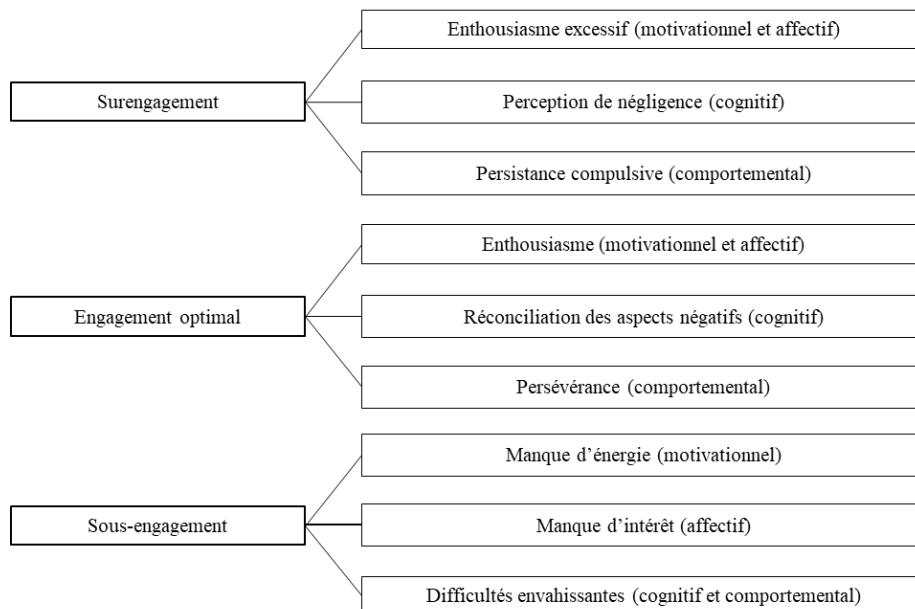 Surengagement
Enthousiasme excessif (motivationnel et affectif)
Perception de négligence (cognitif)
Persistance compulsive (comportemental)
Engagement optimal
Enthousiasme (motivationnel et affectif)
Réconciliation des aspects négatifs (cognitif)
Persévérance (comportemental)
Sous-engagement
Manque d’énergie (motivationnel)
Manque d’intérêt (affectif)
Difficultés envahissantes (cognitif et comportemental)